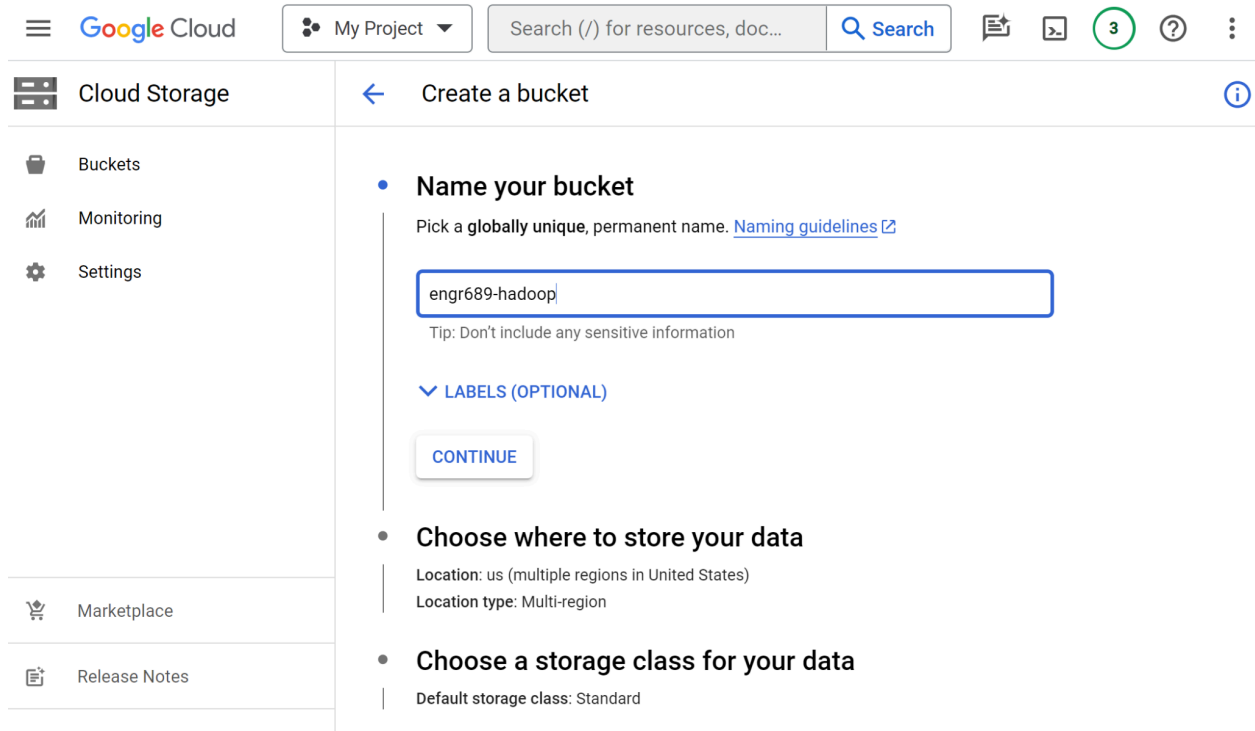 Google Cloud
My Project
Search (/) for resources, doc...
Search
3
Cloud Storage
Create a bucket
Buckets
Monitoring
Settings
Marketplace
Release Notes
Name your bucket
Pick a globally unique, permanent name. Naming guidelines
engr689-hadoop
Tip: Don’t include any sensitive information
LABELS (OPTIONAL)
CONTINUE
Choose where to store your data
Location: us (multiple regions in United States)
Location type: Multi-region
Choose a storage class for your data
Default storage class: Standard